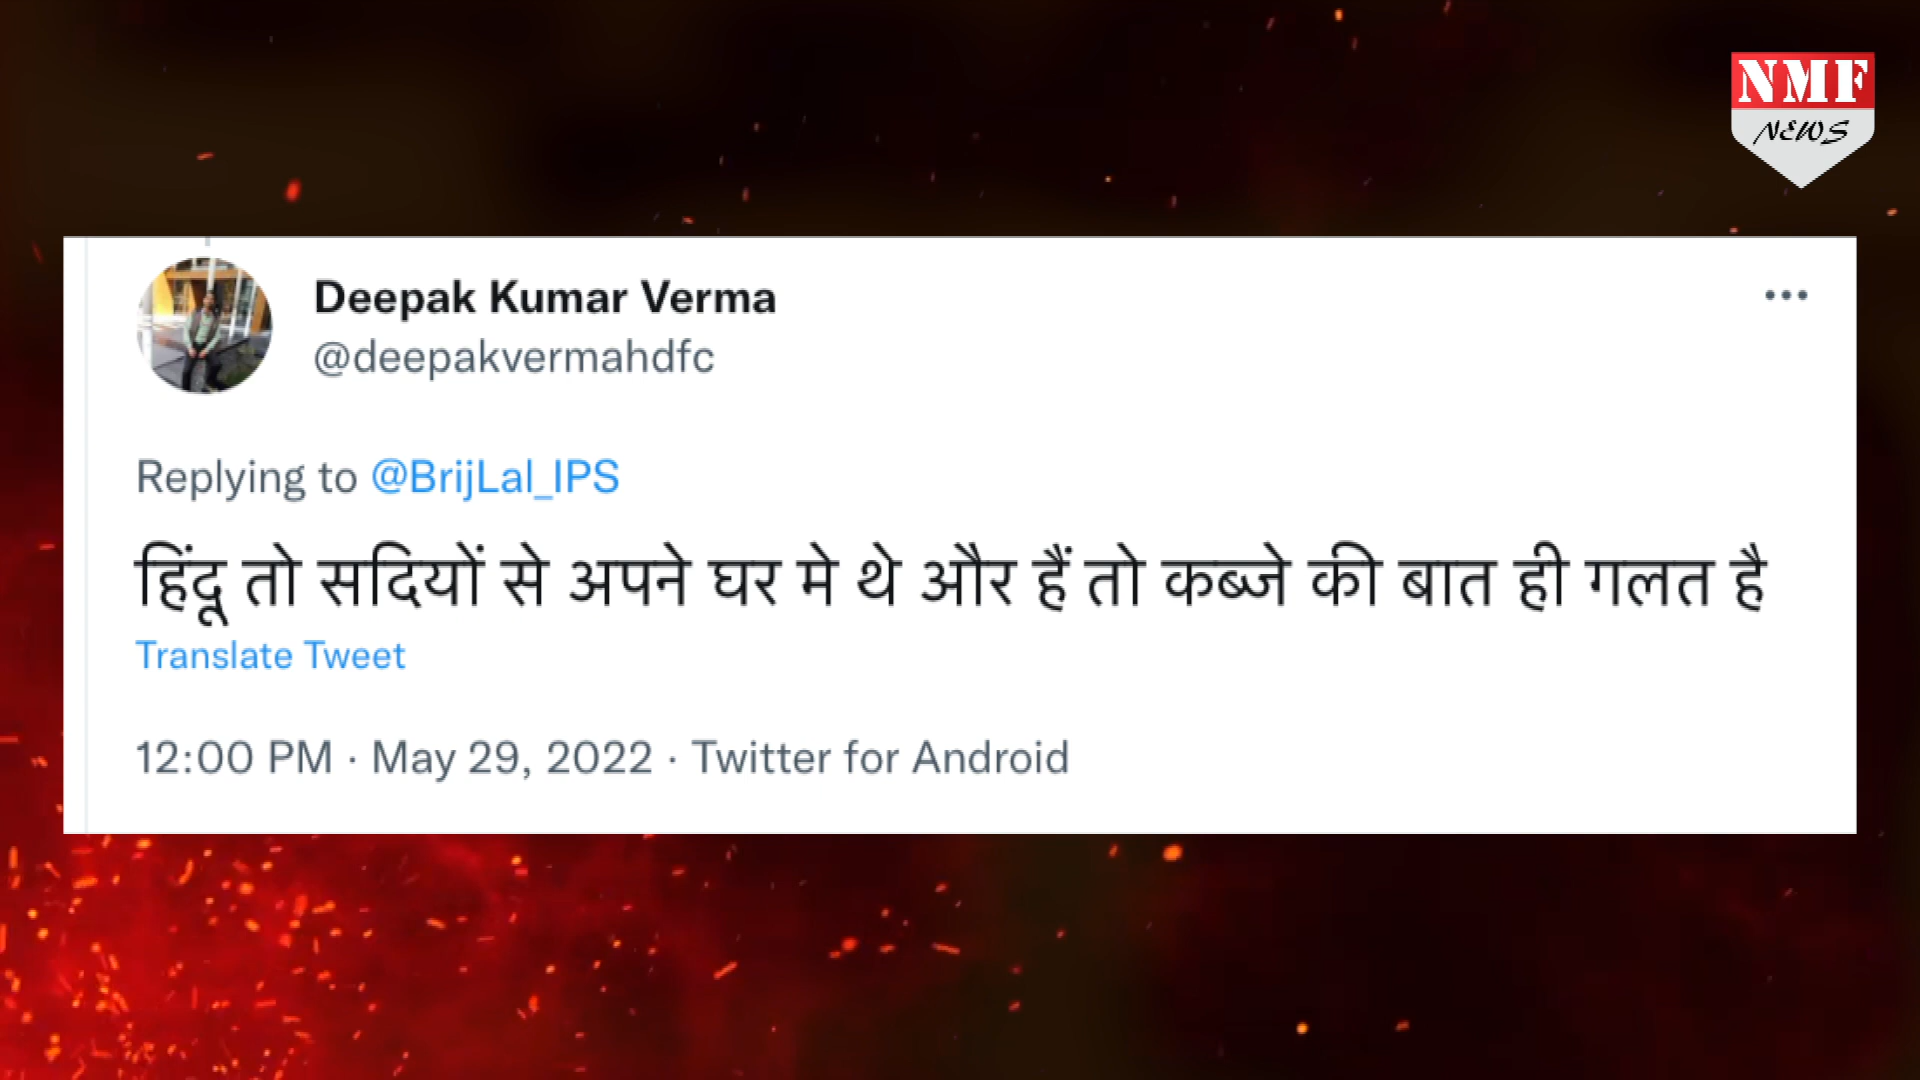 NMF
NEWS
Deepak Kumar Verma
@deepakvermahdfc
Replying to @BrijLal_IPS
हिंदू तो सदियों से अपने घर मे थे और हैं तो कब्जे की बात ही गलत है
Translate Tweet
12:00 PM · May 29, 2022 · Twitter for Android